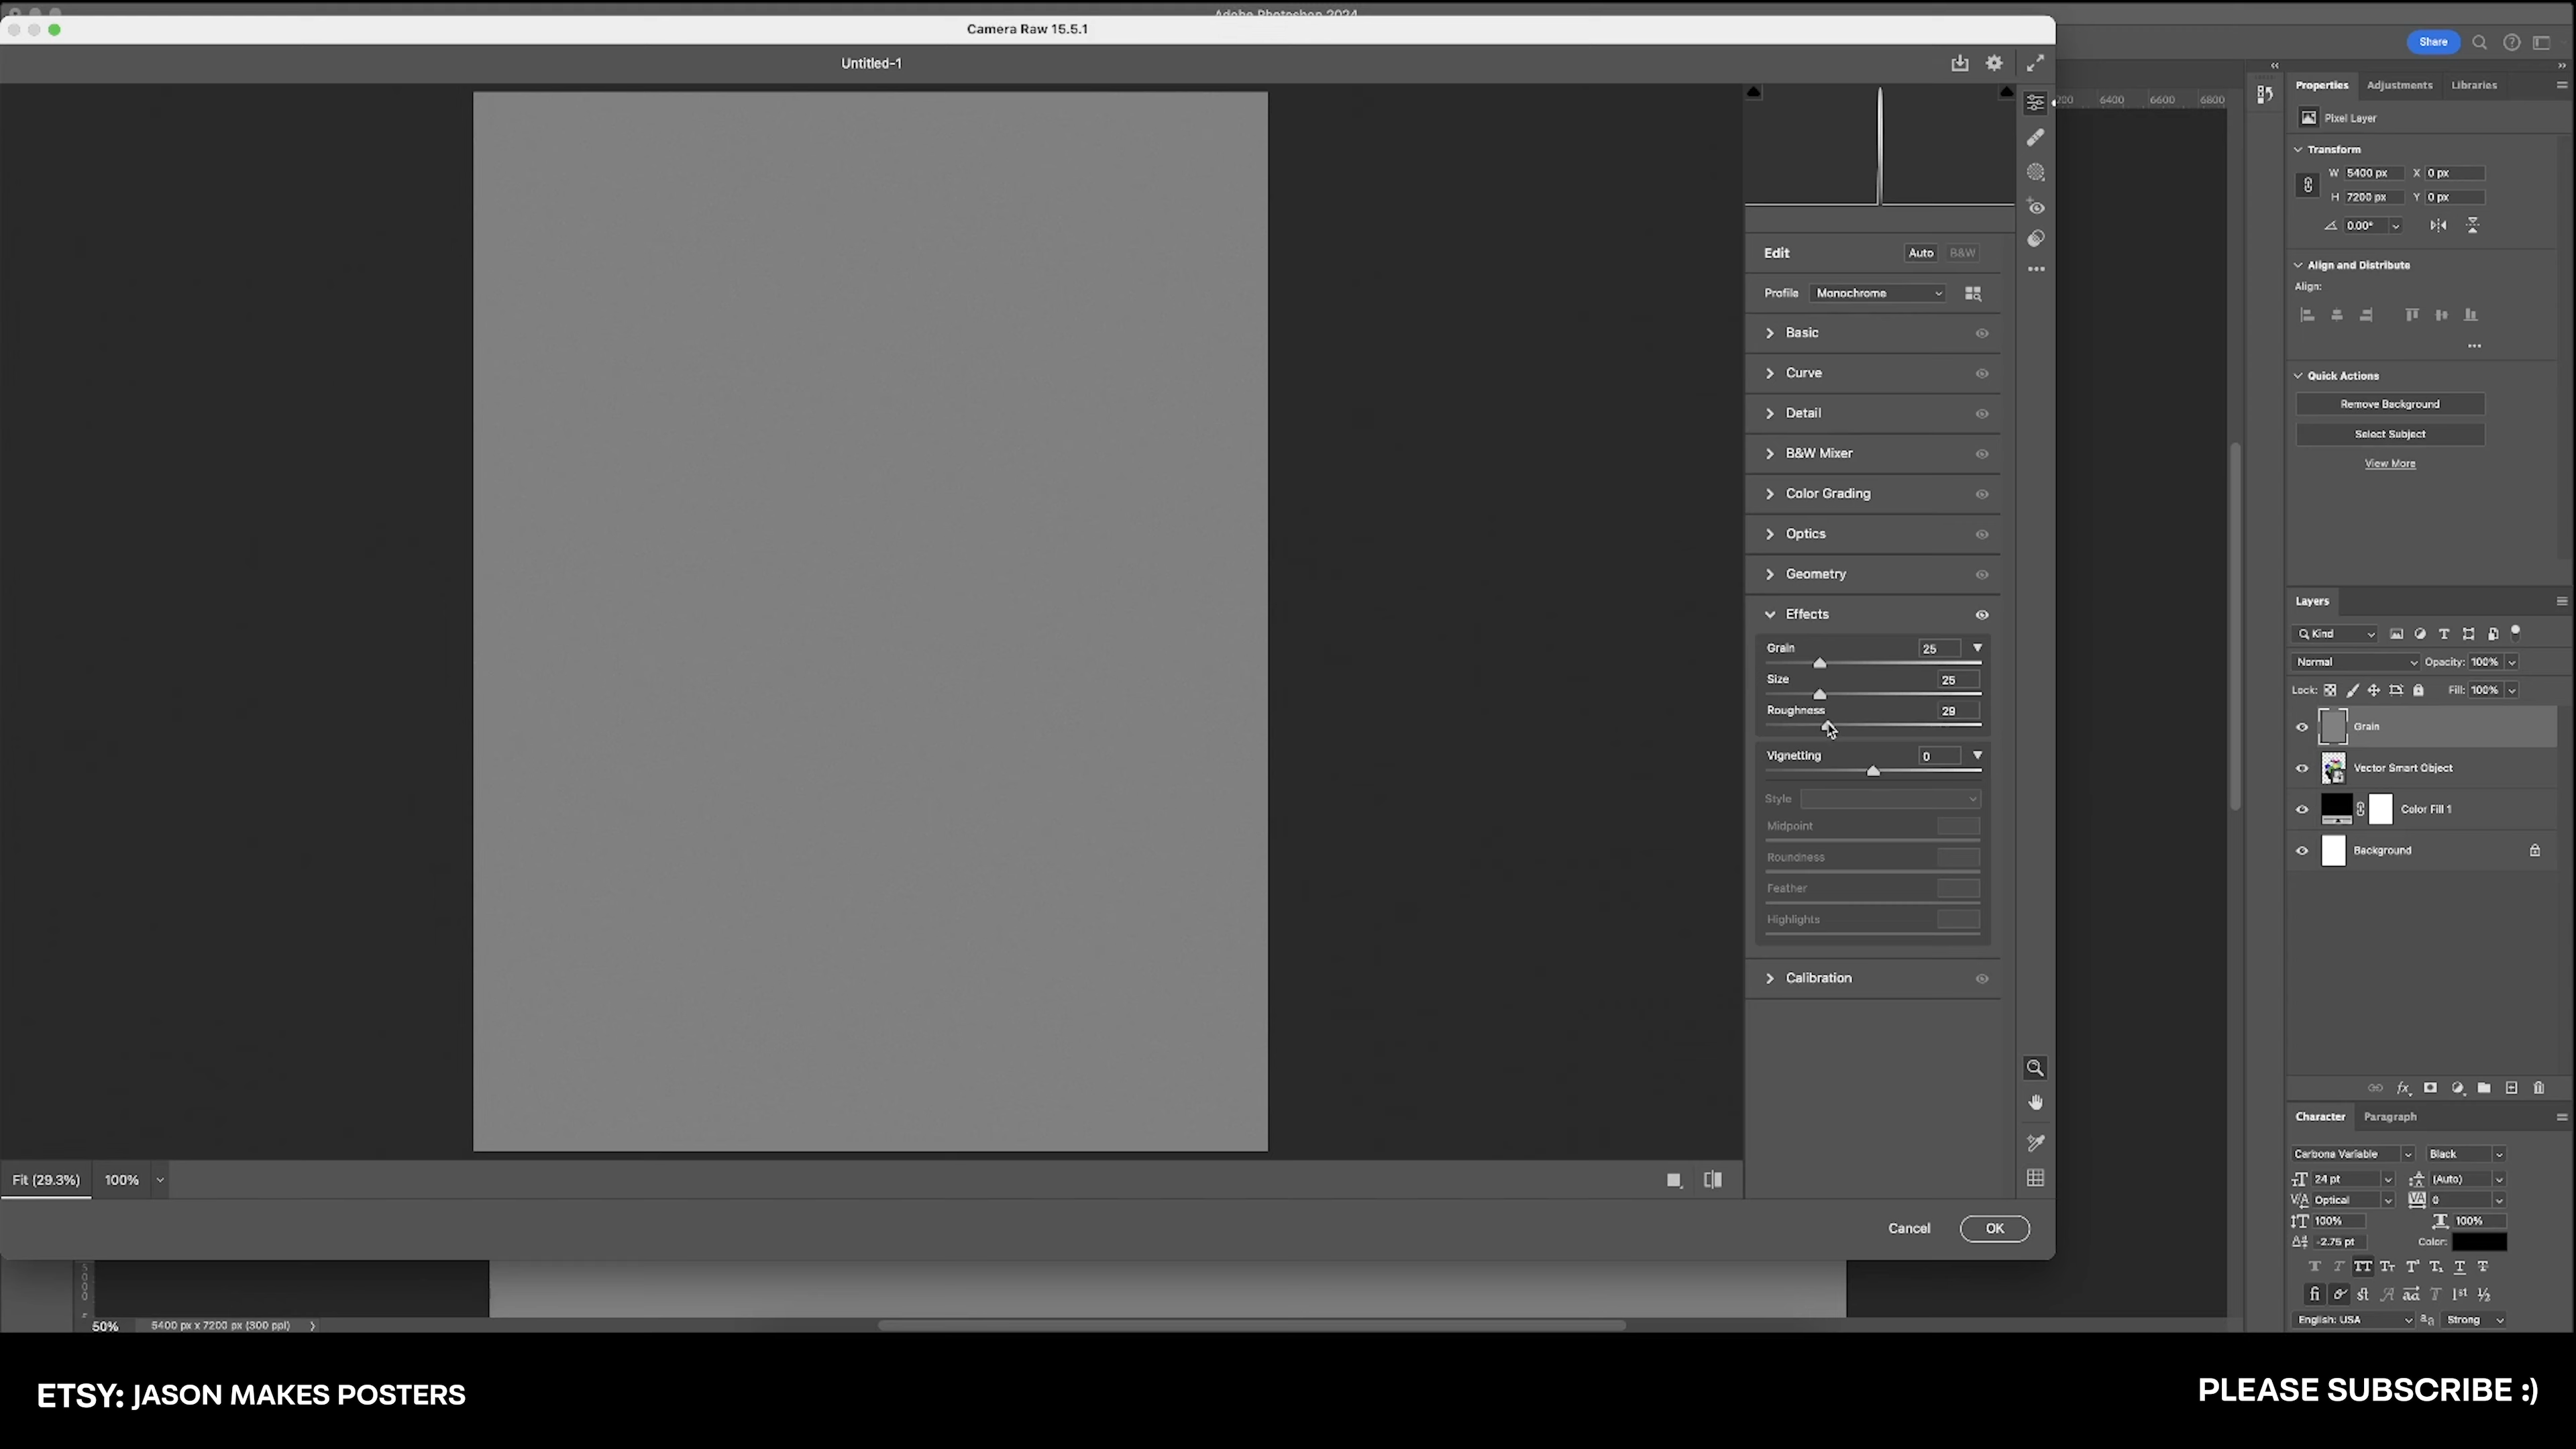 Adobe Photoshop 2024
Camera Raw 15.5.1
Untitled-1
Share
Edit
Auto
B&W
Profile
Monochrome
Basic
Curve
Detail
B&W Mixer
Color Grading
Optics
Geometry
Effects
Grain
25
Size
25
Roughness
29
Vignetting
0
Style
Midpoint
Roundness
Feather
Highlights
Calibration
Fit (29.3%)
100%
Cancel
OK
50%
5400 px x 7200 px (300 ppi)
6400 6600 6800
Properties
Adjustments
Libraries
Pixel Layer
Transform
W 5400 px X 0 px
H 7200 px Y 0 px
0.00°
Align and Distribute
Align:
Quick Actions
Remove Background
Select Subject
View More
Layers
Kind
Normal
Opacity: 100%
Lock:
Fill: 100%
Grain
Vector Smart Object
Color Fill 1
Background
Character
Paragraph
Carbona Variable
Black
24 pt
(Auto)
Optical
0
100%
100%
-2.75 pt
Color:
English: USA
Strong
ETSY: JASON MAKES POSTERS
PLEASE SUBSCRIBE :)